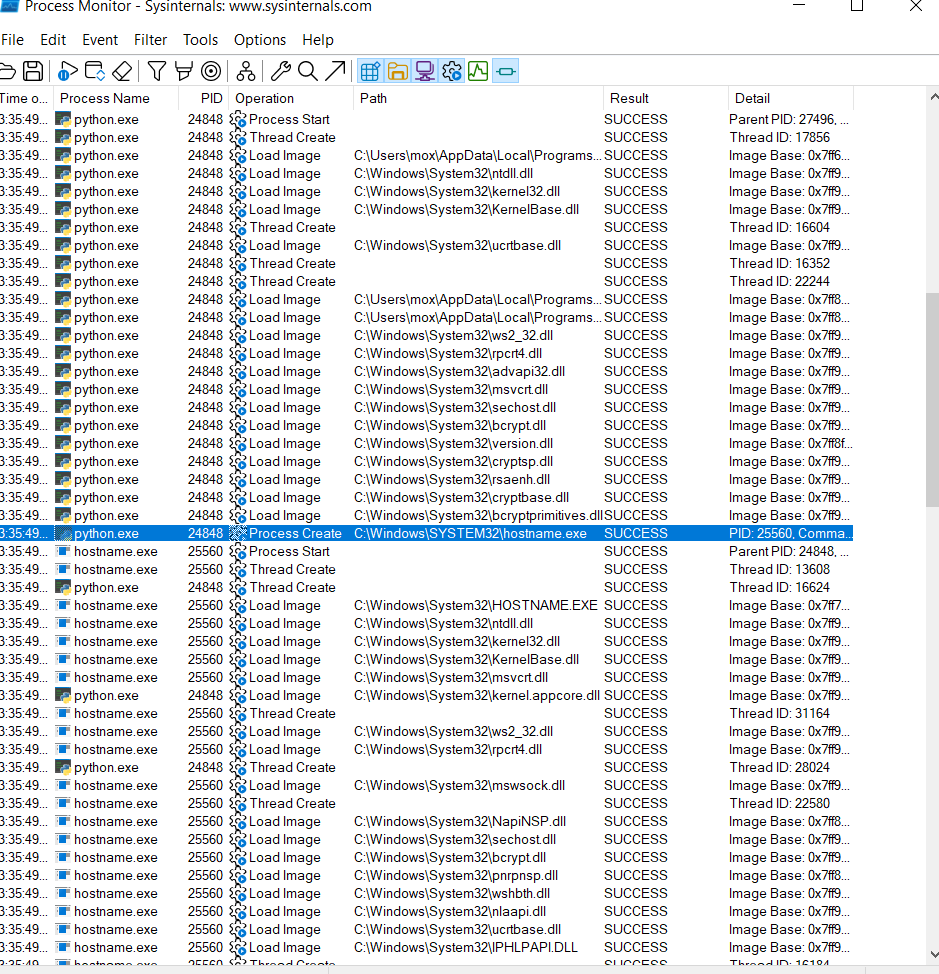 Process Monitor - Sysinternals: www.sysinternals.com
File Edit Event Filter Tools Options Help
Time o... Process Name PID Operation Path Result Detail
3:35:49... python.exe 24848 Process Start SUCCESS Parent PID: 27496, ...
3:35:49... python.exe 24848 Thread Create SUCCESS Thread ID: 17856
3:35:49... python.exe 24848 Load Image C:\Users\mox\AppData\Local\Programs... SUCCESS Image Base: 0x7ff6...
3:35:49... python.exe 24848 Load Image C:\Windows\System32\ntdll.dll SUCCESS Image Base: 0x7ff9...
3:35:49... python.exe 24848 Load Image C:\Windows\System32\kernel32.dll SUCCESS Image Base: 0x7ff9...
3:35:49... python.exe 24848 Load Image C:\Windows\System32\KernelBase.dll SUCCESS Image Base: 0x7ff9...
3:35:49... python.exe 24848 Thread Create SUCCESS Thread ID: 16604
3:35:49... python.exe 24848 Load Image C:\Windows\System32\ucrtbase.dll SUCCESS Image Base: 0x7ff9...
3:35:49... python.exe 24848 Thread Create SUCCESS Thread ID: 16352
3:35:49... python.exe 24848 Thread Create SUCCESS Thread ID: 22244
3:35:49... python.exe 24848 Load Image C:\Users\mox\AppData\Local\Programs... SUCCESS Image Base: 0x7ff8...
3:35:49... python.exe 24848 Load Image C:\Users\mox\AppData\Local\Programs... SUCCESS Image Base: 0x7ff8...
3:35:49... python.exe 24848 Load Image C:\Windows\System32\ws2_32.dll SUCCESS Image Base: 0x7ff9...
3:35:49... python.exe 24848 Load Image C:\Windows\System32\rpcrt4.dll SUCCESS Image Base: 0x7ff9...
3:35:49... python.exe 24848 Load Image C:\Windows\System32\advapi32.dll SUCCESS Image Base: 0x7ff9...
3:35:49... python.exe 24848 Load Image C:\Windows\System32\msvcrt.dll SUCCESS Image Base: 0x7ff9...
3:35:49... python.exe 24848 Load Image C:\Windows\System32\sechost.dll SUCCESS Image Base: 0x7ff9...
3:35:49... python.exe 24848 Load Image C:\Windows\System32\bcrypt.dll SUCCESS Image Base: 0x7ff9...
3:35:49... python.exe 24848 Load Image C:\Windows\System32\version.dll SUCCESS Image Base: 0x7ff8f...
3:35:49... python.exe 24848 Load Image C:\Windows\System32\cryptsp.dll SUCCESS Image Base: 0x7ff9...
3:35:49... python.exe 24848 Load Image C:\Windows\System32\rsaenh.dll SUCCESS Image Base: 0x7ff9...
3:35:49... python.exe 24848 Load Image C:\Windows\System32\cryptbase.dll SUCCESS Image Base: 0x7ff9...
3:35:49... python.exe 24848 Load Image C:\Windows\System32\bcryptprimitives.dll SUCCESS Image Base: 0x7ff9...
3:35:49... python.exe 24848 Process Create C:\Windows\SYSTEM32\hostname.exe SUCCESS PID: 25560, Comma...
3:35:49... hostname.exe 25560 Process Start SUCCESS Parent PID: 24848, ...
3:35:49... hostname.exe 25560 Thread Create SUCCESS Thread ID: 13608
3:35:49... python.exe 24848 Thread Create SUCCESS Thread ID: 16624
3:35:49... hostname.exe 25560 Load Image C:\Windows\System32\HOSTNAME.EXE SUCCESS Image Base: 0x7ff7...
3:35:49... hostname.exe 25560 Load Image C:\Windows\System32\ntdll.dll SUCCESS Image Base: 0x7ff9...
3:35:49... hostname.exe 25560 Load Image C:\Windows\System32\kernel32.dll SUCCESS Image Base: 0x7ff9...
3:35:49... hostname.exe 25560 Load Image C:\Windows\System32\KernelBase.dll SUCCESS Image Base: 0x7ff9...
3:35:49... hostname.exe 25560 Load Image C:\Windows\System32\msvcrt.dll SUCCESS Image Base: 0x7ff9...
3:35:49... python.exe 24848 Load Image C:\Windows\System32\kernel.appcore.dll SUCCESS Image Base: 0x7ff9...
3:35:49... hostname.exe 25560 Thread Create SUCCESS Thread ID: 31164
3:35:49... hostname.exe 25560 Load Image C:\Windows\System32\ws2_32.dll SUCCESS Image Base: 0x7ff9...
3:35:49... hostname.exe 25560 Load Image C:\Windows\System32\rpcrt4.dll SUCCESS Image Base: 0x7ff9...
3:35:49... python.exe 24848 Thread Create SUCCESS Thread ID: 28024
3:35:49... hostname.exe 25560 Load Image C:\Windows\System32\mswsock.dll SUCCESS Image Base: 0x7ff9...
3:35:49... hostname.exe 25560 Thread Create SUCCESS Thread ID: 22580
3:35:49... hostname.exe 25560 Load Image C:\Windows\System32\NapiNSP.dll SUCCESS Image Base: 0x7ff8...
3:35:49... hostname.exe 25560 Load Image C:\Windows\System32\sechost.dll SUCCESS Image Base: 0x7ff9...
3:35:49... hostname.exe 25560 Load Image C:\Windows\System32\bcrypt.dll SUCCESS Image Base: 0x7ff9...
3:35:49... hostname.exe 25560 Load Image C:\Windows\System32\pnrpnsp.dll SUCCESS Image Base: 0x7ff8...
3:35:49... hostname.exe 25560 Load Image C:\Windows\System32\wshbth.dll SUCCESS Image Base: 0x7ff9...
3:35:49... hostname.exe 25560 Load Image C:\Windows\System32\nlaapi.dll SUCCESS Image Base: 0x7ff9...
3:35:49... hostname.exe 25560 Load Image C:\Windows\System32\ucrtbase.dll SUCCESS Image Base: 0x7ff9...
3:35:49... hostname.exe 25560 Load Image C:\Windows\System32\IPHLPAPI.DLL SUCCESS Image Base: 0x7ff9...
3:35:49... hostname.exe 25560 Thread Create SUCCESS Thread ID: 16184